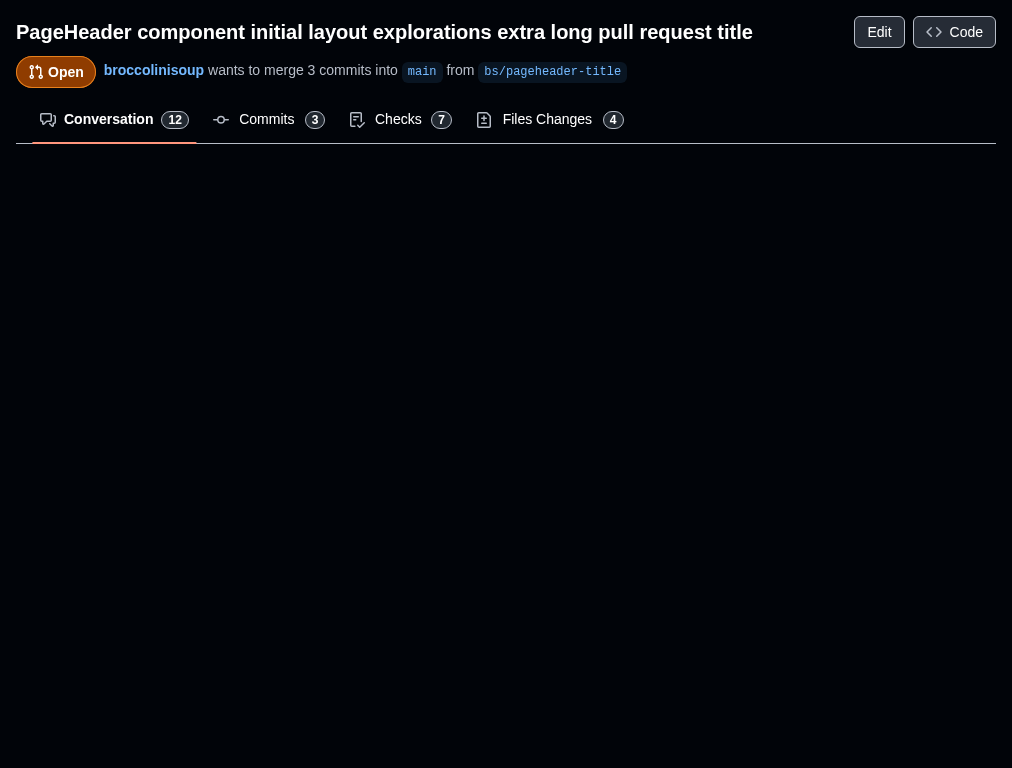 PageHeader component initial layout explorations extra long pull request title Edit Code
Open broccolinisoup wants to merge 3 commits into main from bs/pageheader-title
Conversation 12 Commits 3 Checks 7 Files Changes 4